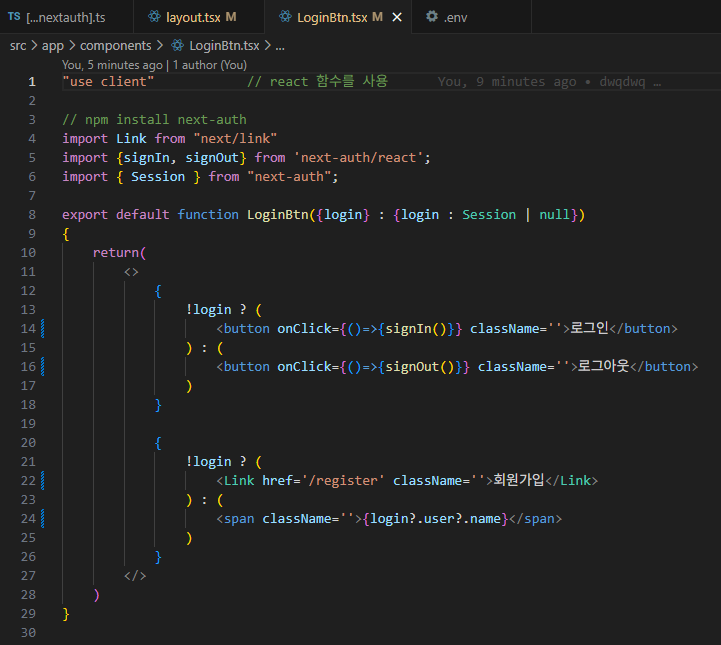 TS [...nextauth].ts layout.tsx M LoginBtn.tsx M × .env
src > app > components > LoginBtn.tsx > ...
You, 5 minutes ago | 1 author (You)
1 "use client" // react 함수를 사용 You, 9 minutes ago • dwqdwq …
2
3 // npm install next-auth
4 import Link from "next/link"
5 import {signIn, signOut} from 'next-auth/react';
6 import { Session } from "next-auth";
7
8 export default function LoginBtn({login} : {login : Session | null})
9 {
10 return(
11 <>
12 {
13 !login ? (
14 <button onClick={()=>{signIn()}} className=''>로그인</button>
15 ) : (
16 <button onClick={()=>{signOut()}} className=''>로그아웃</button>
17 )
18 }
19
20 {
21 !login ? (
22 <Link href='/register' className=''>회원가입</Link>
23 ) : (
24 <span className=''>{login?.user?.name}</span>
25 )
26 }
27 </>
28 )
29 }
30